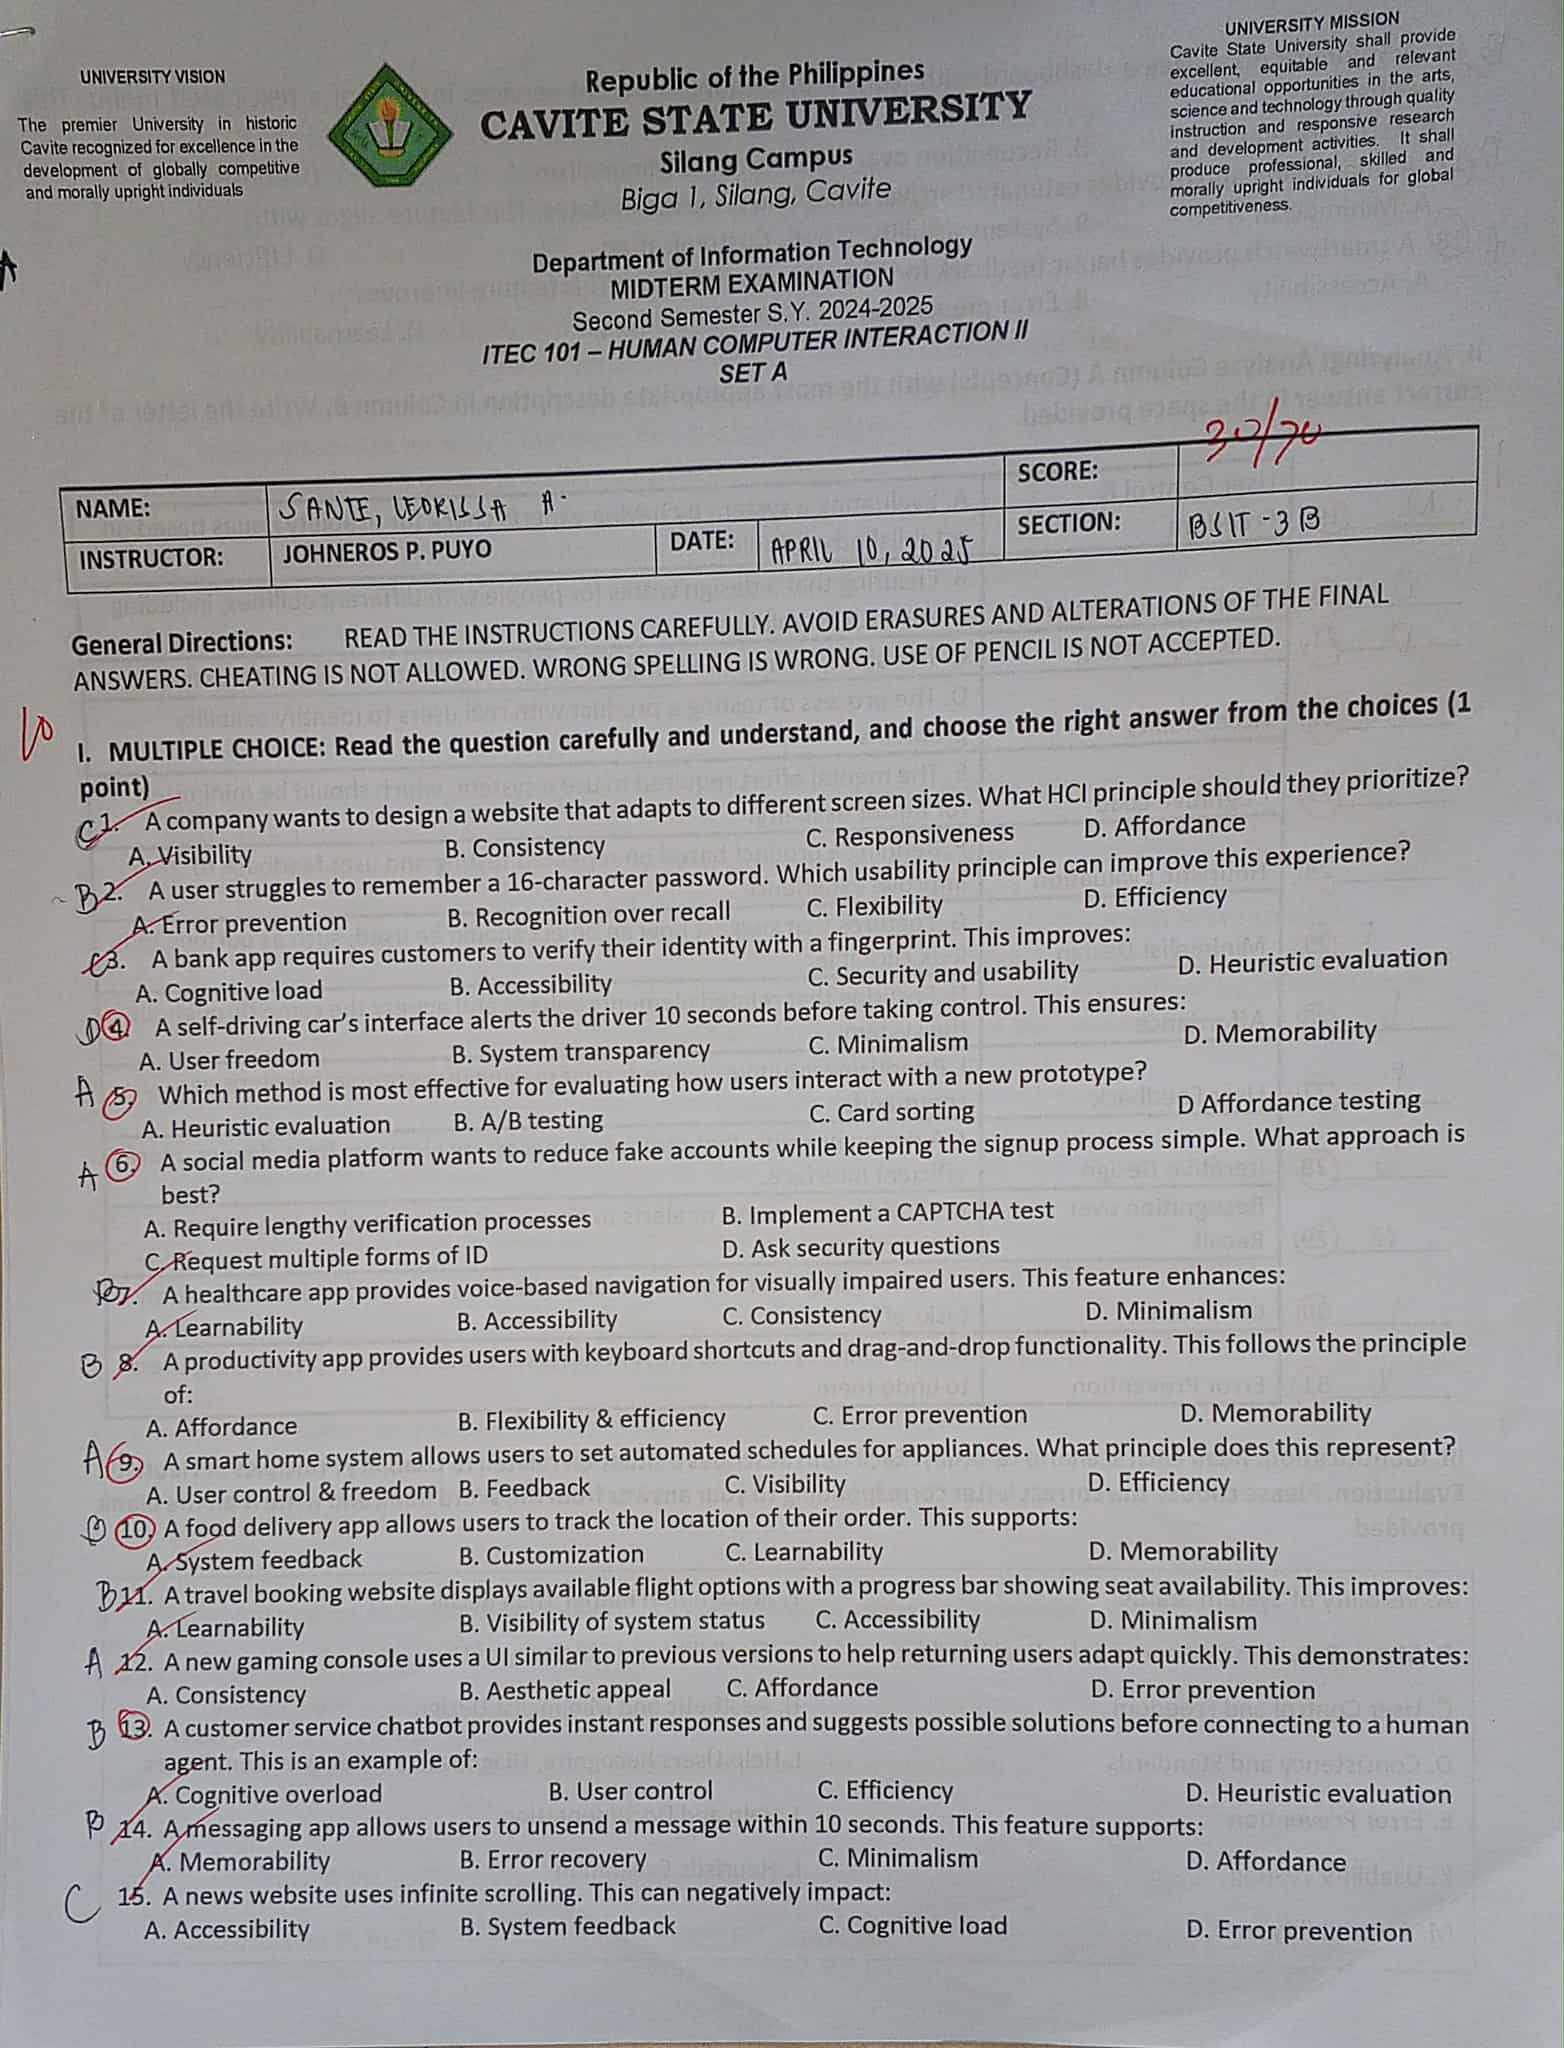 UNIVERSITY VISION
The premier University in historic
Cavite recognized for excellence in the
development of globally competitive
and morally upright individuals
Republic of the Philippines
CAVITE STATE UNIVERSITY
Silang Campus
Biga 1, Silang, Cavite
UNIVERSITY MISSION
Cavite State University shall provide
excellent, equitable and relevant
educational opportunities in the arts,
science and technology through quality
instruction and responsive research
and development activities. It shall
produce professional, skilled and
morally upright individuals for global
competitiveness.
Department of Information Technology
MIDTERM EXAMINATION
Second Semester S.Y. 2024-2025
ITEC 101 – HUMAN COMPUTER INTERACTION II
SET A
NAME: SANTE, LEOKISSA A. SCORE: 30/70
INSTRUCTOR: JOHNEROS P. PUYO DATE: APRIL 10, 2025 SECTION: BSIT-3B
General Directions: READ THE INSTRUCTIONS CAREFULLY. AVOID ERASURES AND ALTERATIONS OF THE FINAL
ANSWERS. CHEATING IS NOT ALLOWED. WRONG SPELLING IS WRONG. USE OF PENCIL IS NOT ACCEPTED.
10
I. MULTIPLE CHOICE: Read the question carefully and understand, and choose the right answer from the choices (1
point)
C 1. A company wants to design a website that adapts to different screen sizes. What HCI principle should they prioritize?
A. Visibility B. Consistency C. Responsiveness D. Affordance
B 2. A user struggles to remember a 16-character password. Which usability principle can improve this experience?
A. Error prevention B. Recognition over recall C. Flexibility D. Efficiency
C 3. A bank app requires customers to verify their identity with a fingerprint. This improves:
A. Cognitive load B. Accessibility C. Security and usability D. Heuristic evaluation
D 4. A self-driving car's interface alerts the driver 10 seconds before taking control. This ensures:
A. User freedom B. System transparency C. Minimalism D. Memorability
A 5. Which method is most effective for evaluating how users interact with a new prototype?
A. Heuristic evaluation B. A/B testing C. Card sorting D Affordance testing
A 6. A social media platform wants to reduce fake accounts while keeping the signup process simple. What approach is
best?
A. Require lengthy verification processes B. Implement a CAPTCHA test
C. Request multiple forms of ID D. Ask security questions
B 7. A healthcare app provides voice-based navigation for visually impaired users. This feature enhances:
A. Learnability B. Accessibility C. Consistency D. Minimalism
B 8. A productivity app provides users with keyboard shortcuts and drag-and-drop functionality. This follows the principle
of:
A. Affordance B. Flexibility & efficiency C. Error prevention D. Memorability
A 9. A smart home system allows users to set automated schedules for appliances. What principle does this represent?
A. User control & freedom B. Feedback C. Visibility D. Efficiency
B 10. A food delivery app allows users to track the location of their order. This supports:
A. System feedback B. Customization C. Learnability D. Memorability
B 11. A travel booking website displays available flight options with a progress bar showing seat availability. This improves:
A. Learnability B. Visibility of system status C. Accessibility D. Minimalism
A 12. A new gaming console uses a UI similar to previous versions to help returning users adapt quickly. This demonstrates:
A. Consistency B. Aesthetic appeal C. Affordance D. Error prevention
B 13. A customer service chatbot provides instant responses and suggests possible solutions before connecting to a human
agent. This is an example of:
A. Cognitive overload B. User control C. Efficiency D. Heuristic evaluation
B 14. A messaging app allows users to unsend a message within 10 seconds. This feature supports:
A. Memorability B. Error recovery C. Minimalism D. Affordance
C 15. A news website uses infinite scrolling. This can negatively impact:
A. Accessibility B. System feedback C. Cognitive load D. Error prevention